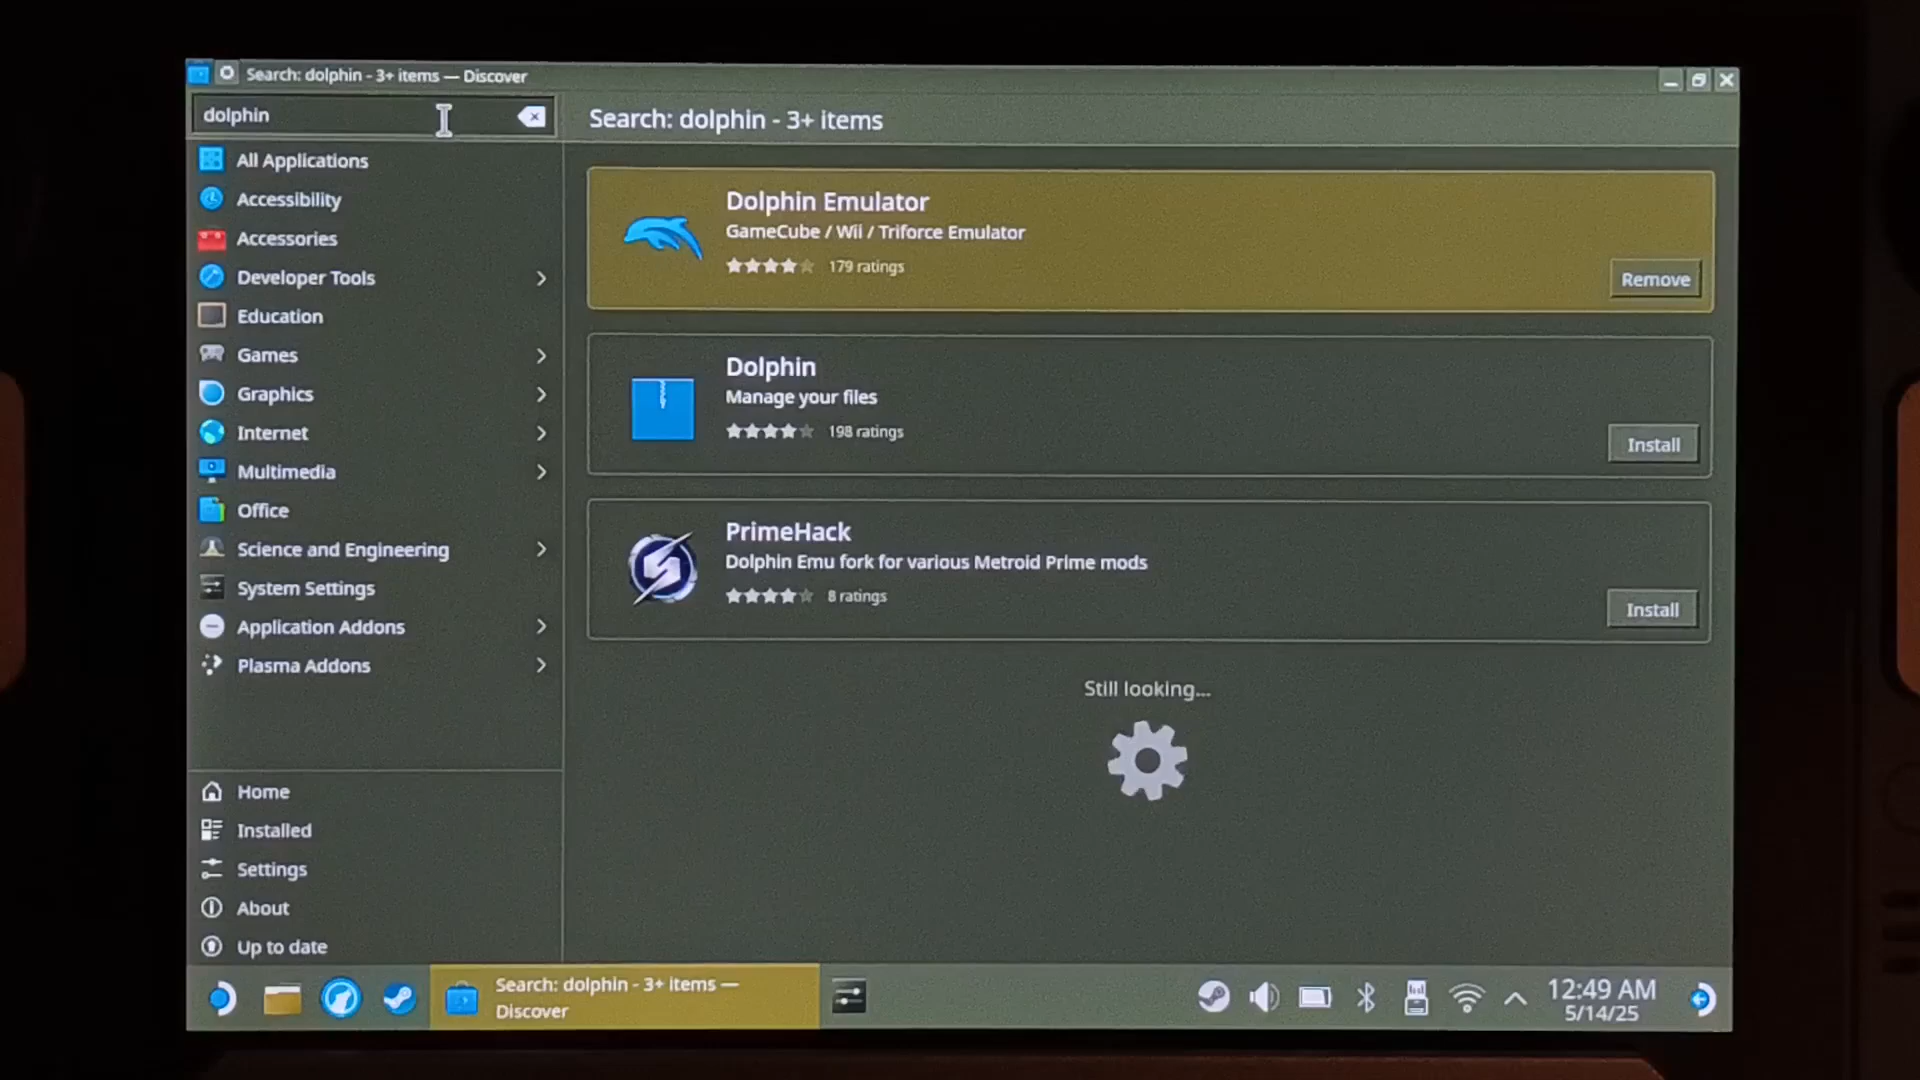 Search: dolphin - 3+ items — Discover
dolphin
Search: dolphin - 3+ items
All Applications
Accessibility
Accessories
Developer Tools
Education
Games
Graphics
Internet
Multimedia
Office
Science and Engineering
System Settings
Application Addons
Plasma Addons
Home
Installed
Settings
About
Up to date
Dolphin Emulator
GameCube / Wii / Triforce Emulator
179 ratings
Remove
Dolphin
Manage your files
198 ratings
Install
PrimeHack
Dolphin Emu fork for various Metroid Prime mods
8 ratings
Install
Still looking...
Search: dolphin - 3+ items —
Discover
12:49 AM
5/14/25